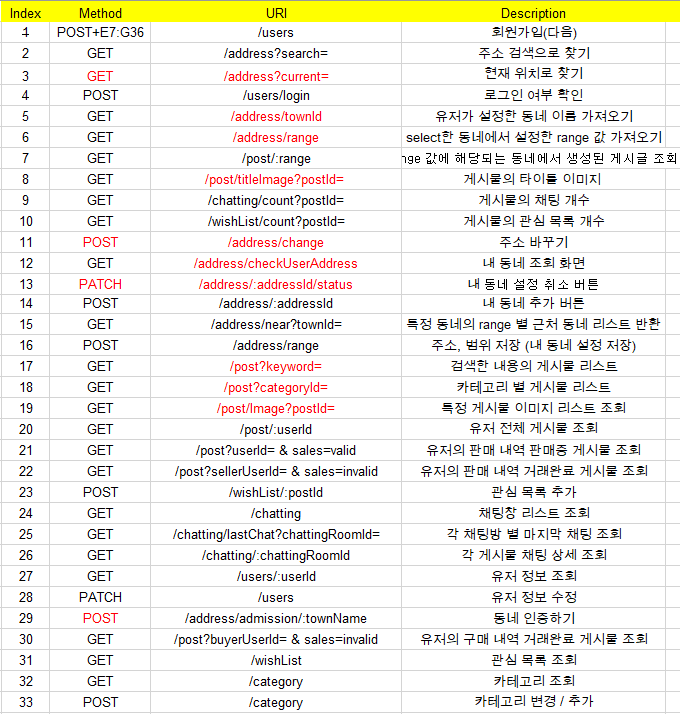 Index Method URI Description
1 POST+E7:G36 /users 회원가입(다음)
2 GET /address?search= 주소 검색으로 찾기
3 GET /address?current= 현재 위치로 찾기
4 POST /users/login 로그인 여부 확인
5 GET /address/townId 유저가 설정한 동네 이름 가져오기
6 GET /address/range select한 동네에서 설정한 range 값 가져오기
7 GET /post/:range nge 값에 해당되는 동네에서 생성된 게시글 조회
8 GET /post/titleImage?postId= 게시물의 타이틀 이미지
9 GET /chatting/count?postId= 게시물의 채팅 개수
10 GET /wishList/count?postId= 게시물의 관심 목록 개수
11 POST /address/change 주소 바꾸기
12 GET /address/checkUserAddress 내 동네 조회 화면
13 PATCH /address/:addressId/status 내 동네 설정 취소 버튼
14 POST /address/:addressId 내 동네 추가 버튼
15 GET /address/near?townId= 특정 동네의 range 별 근처 동네 리스트 반환
16 POST /address/range 주소, 범위 저장 (내 동네 설정 저장)
17 GET /post?keyword= 검색한 내용의 게시물 리스트
18 GET /post?categoryId= 카테고리 별 게시물 리스트
19 GET /post/Image?postId= 특정 게시물 이미지 리스트 조회
20 GET /post/:userId 유저 전체 게시물 조회
21 GET /post?userId= & sales=valid 유저의 판매 내역 판매중 게시물 조회
22 GET /post?sellerUserId= & sales=invalid 유저의 판매 내역 거래완료 게시물 조회
23 POST /wishList/:postId 관심 목록 추가
24 GET /chatting 채팅창 리스트 조회
25 GET /chatting/lastChat?chattingRoomId= 각 채팅방 별 마지막 채팅 조회
26 GET /chatting/:chattingRoomId 각 게시물 채팅 상세 조회
27 GET /users/:userId 유저 정보 조회
28 PATCH /users 유저 정보 수정
29 POST /address/admission/:townName 동네 인증하기
30 GET /post?buyerUserId= & sales=invalid 유저의 구매 내역 거래완료 게시물 조회
31 GET /wishList 관심 목록 조회
32 GET /category 카테고리 조회
33 POST /category 카테고리 변경 / 추가